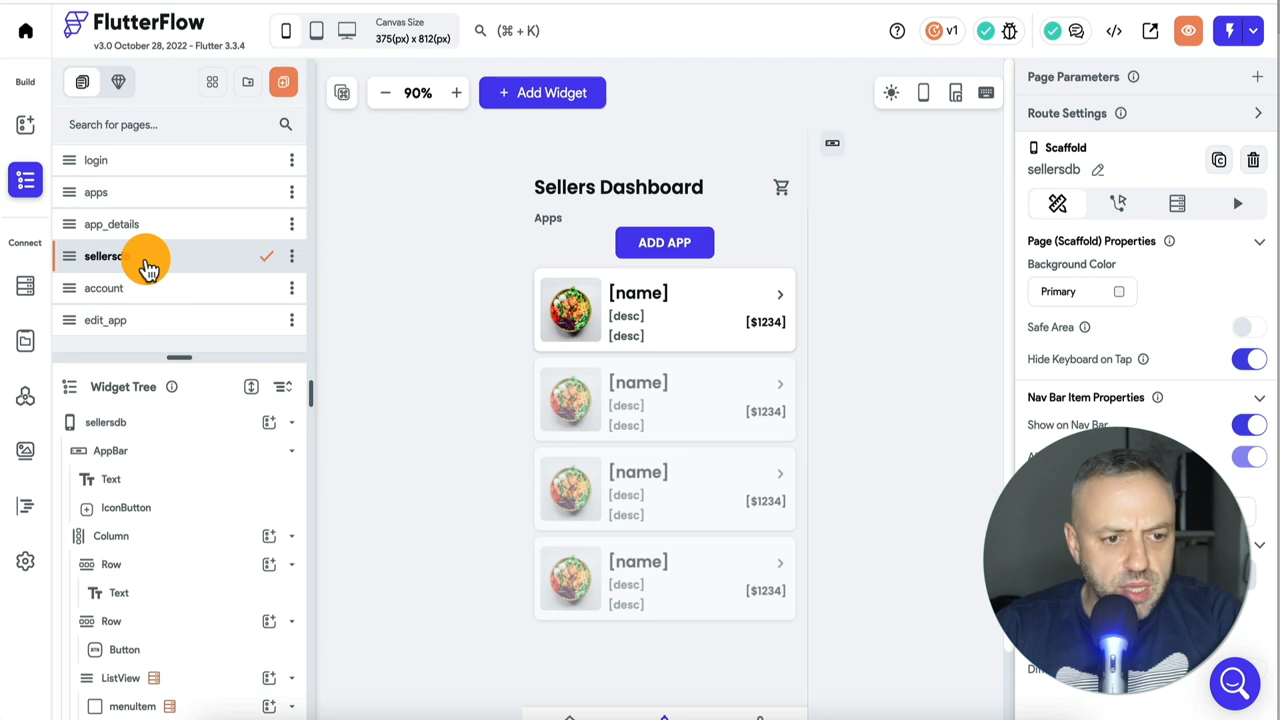 FlutterFlow
v3.0 October 28, 2022 - Flutter 3.3.4
Canvas Size
375(px) x 812(px)
(⌘ + K)
v1
Build
Connect
Search for pages...
login
apps
app_details
sellersd
account
edit_app
Widget Tree
sellersdb
AppBar
Text
IconButton
Column
Row
Text
Row
Button
ListView
menuItem
90%
+ Add Widget
Sellers Dashboard
Apps
ADD APP
[name]
[desc]
[desc]
[$1234]
[name]
[desc]
[desc]
[$1234]
[name]
[desc]
[desc]
[$1234]
[name]
[desc]
[desc]
[$1234]
Page Parameters
Route Settings
Scaffold
sellersdb
Page (Scaffold) Properties
Background Color
Primary
Safe Area
Hide Keyboard on Tap
Nav Bar Item Properties
Show on Nav Bar